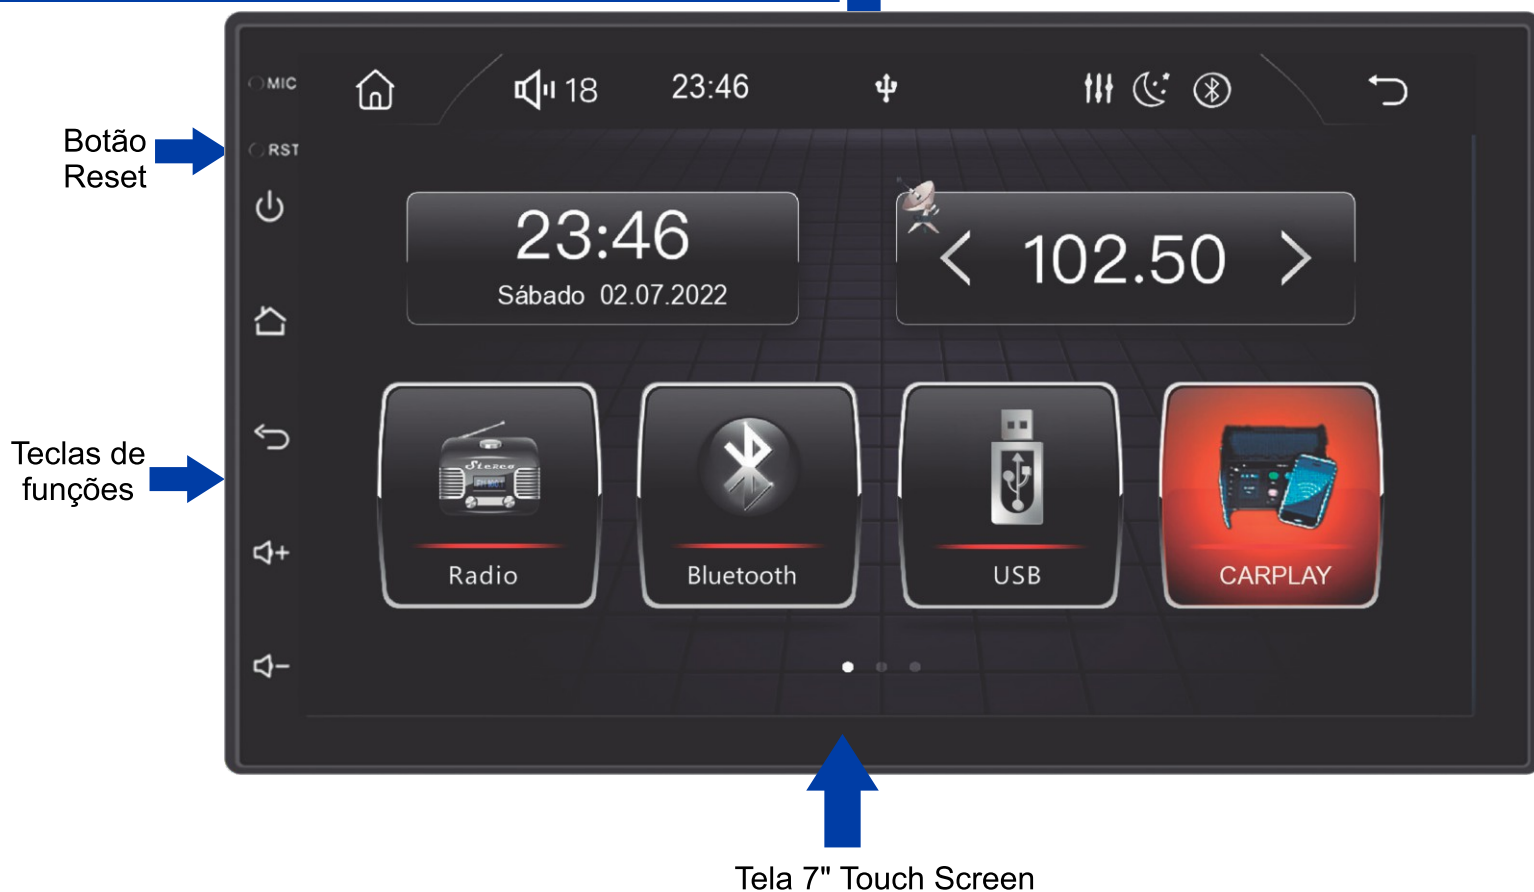 MIC
18
23:46
Botão
Reset
RST
23:46
Sábado 02.07.2022
102.50
Teclas de
funções
Stereo
Radio
Bluetooth
USB
CARPLAY
Tela 7" Touch Screen